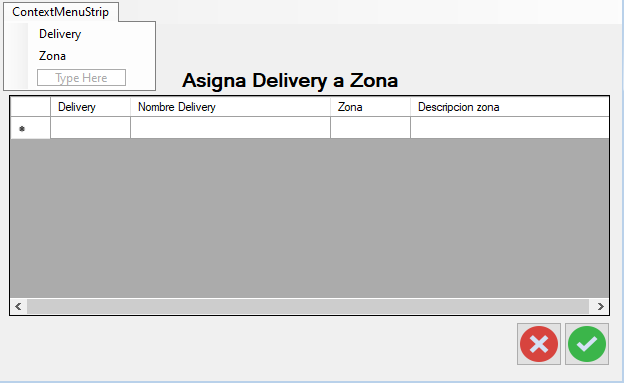 ContextMenuStrip
Delivery
Zona
Type Here
Asigna Delivery a Zona
Delivery Nombre Delivery Zona Descripcion zona